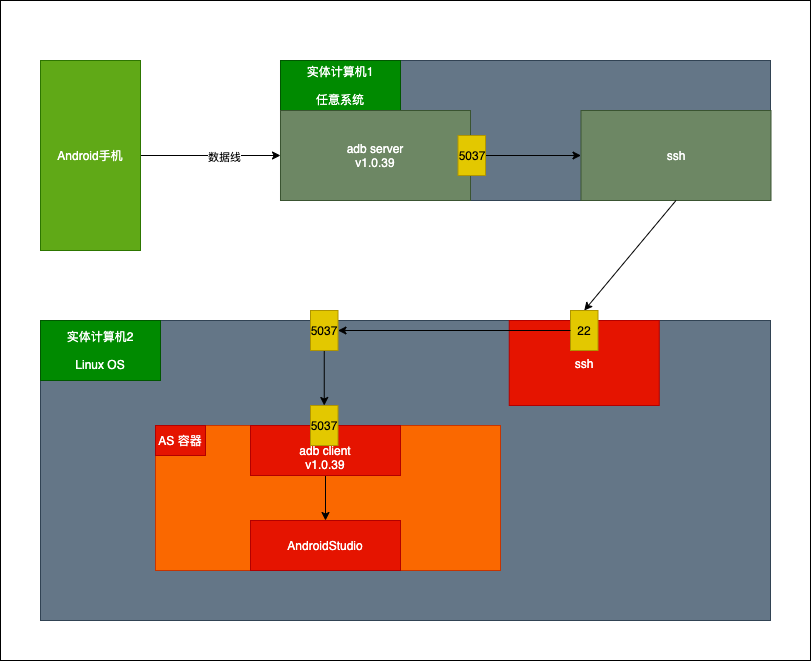 实体计算机1
任意系统
Android手机
数据线
adb server
v1.0.39
5037
ssh
实体计算机2
Linux OS
5037
22
ssh
AS 容器
5037
adb client
v1.0.39
AndroidStudio